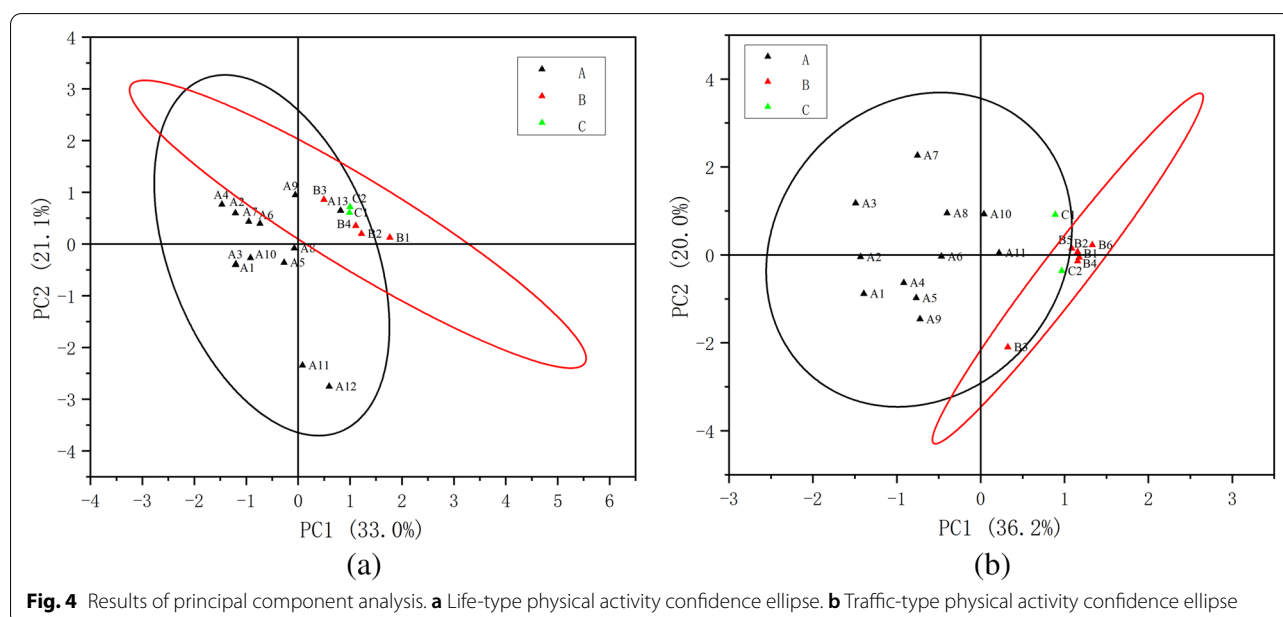 4
3
2
1
0
-1
-2
-3
-4
PC2 (21.1%)
-4
-3
-2
-1
0
1
2
3
4
5
6
PC1 (33.0%)
A
B
C
A4
A2
A7
A6
A9
B3
A13
C2
C1
B4
B2
B1
A8
A3
A10
A1
A5
A11
A12
(a)
4
2
0
-2
-4
PC2 (20.0%)
-3
-2
-1
0
1
2
3
PC1 (36.2%)
A
B
C
A7
A3
A8
A10
C1
B5
B2
B6
B1
B4
A11
A2
A6
C2
A4
A1
A5
A9
B3
(b)
Fig. 4 Results of principal component analysis. a Life-type physical activity confidence ellipse. b Traffic-type physical activity confidence ellipse